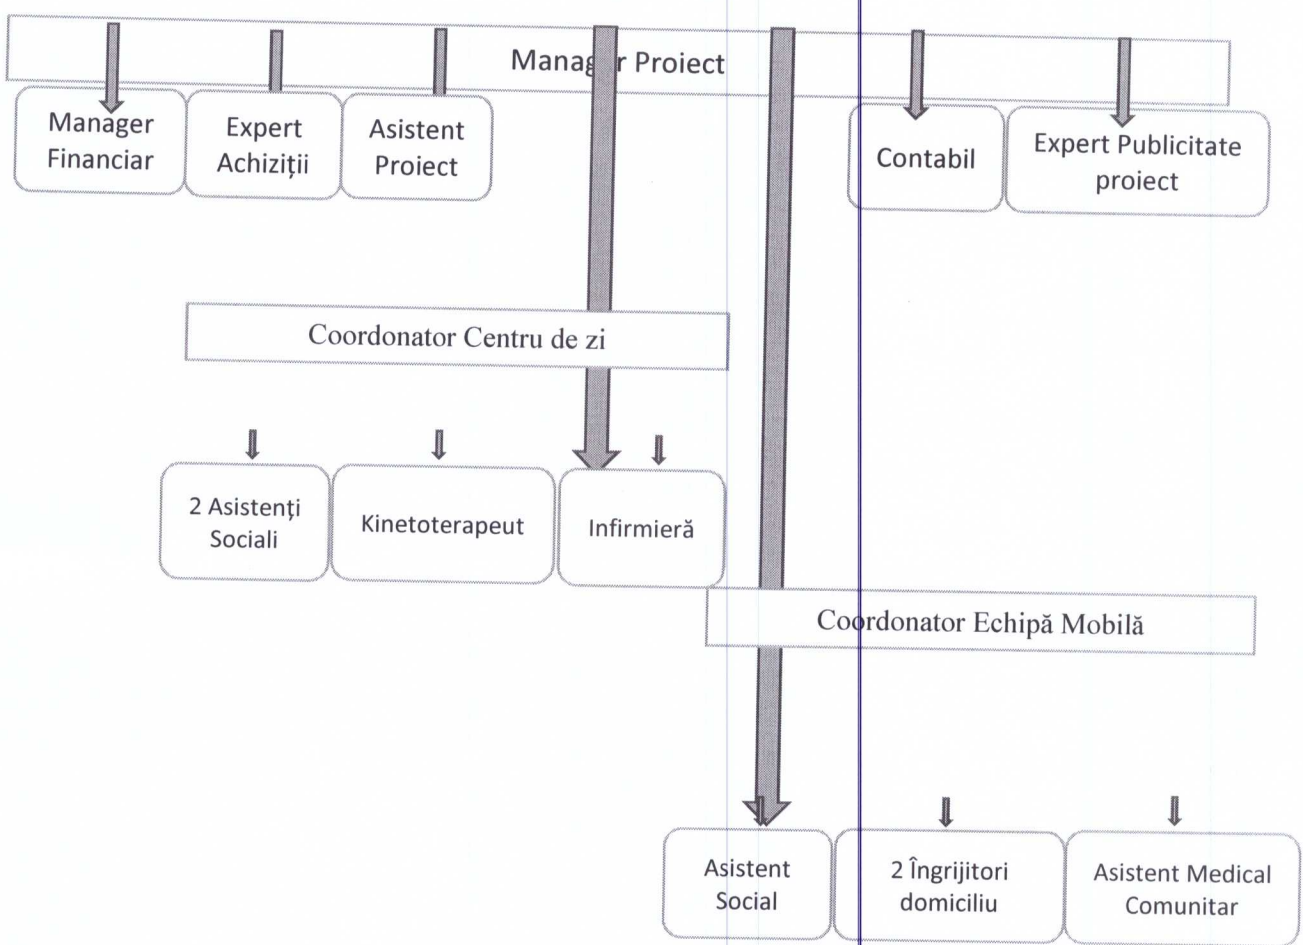 Manager Proiect
Manager
Financiar
Expert
Achiziții
Asistent
Proiect
Contabil
Expert Publicitate
proiect
Coordonator Centru de zi
2 Asistenți
Sociali
Kinetoterapeut
Infirmieră
Coordonator Echipă Mobilă
Asistent
Social
2 Îngrijitori
domiciliu
Asistent Medical
Comunitar